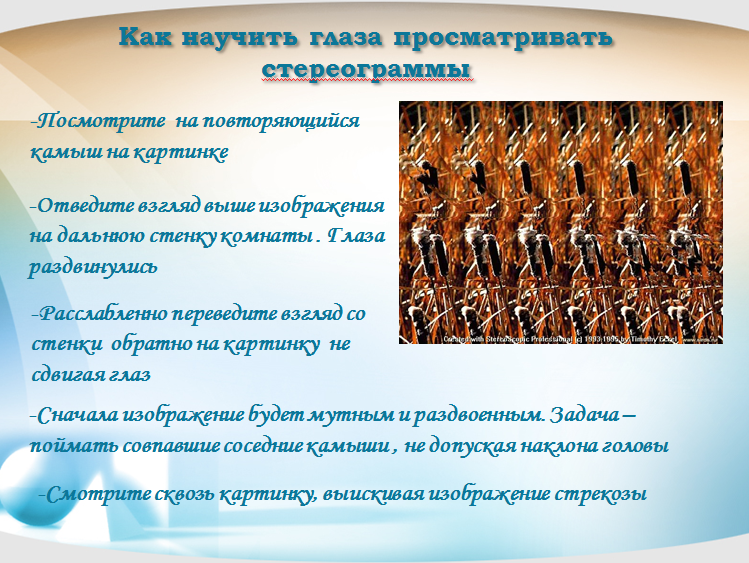 Как научить глаза просматривать
стереограммы
-Посмотрите на повторяющийся
камыш на картинке
-Отведите взгляд выше изображения
на дальнюю стенку комнаты . Глаза
раздвинулись
-Расслабленно переведите взгляд со
стенки обратно на картинку не
сдвигая глаз
-Сначала изображение будет мутным и раздвоенным. Задача –
поймать совпавшие соседние камыши , не допуская наклона головы
-Смотрите сквозь картинку, выискивая изображение стрекозы
Created with StereoScopic Professional (c) 1993-1995 by Timothy